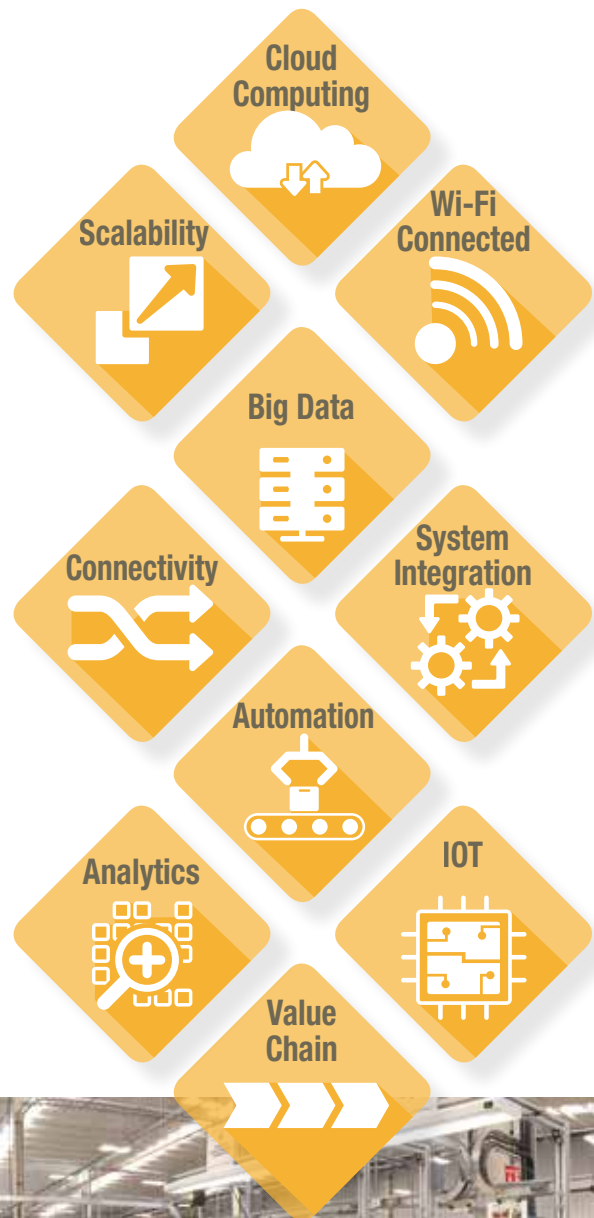 Cloud
Computing
Scalability
Wi-Fi
Connected
Big Data
Connectivity
System
Integration
Automation
Analytics
IOT
Value
Chain